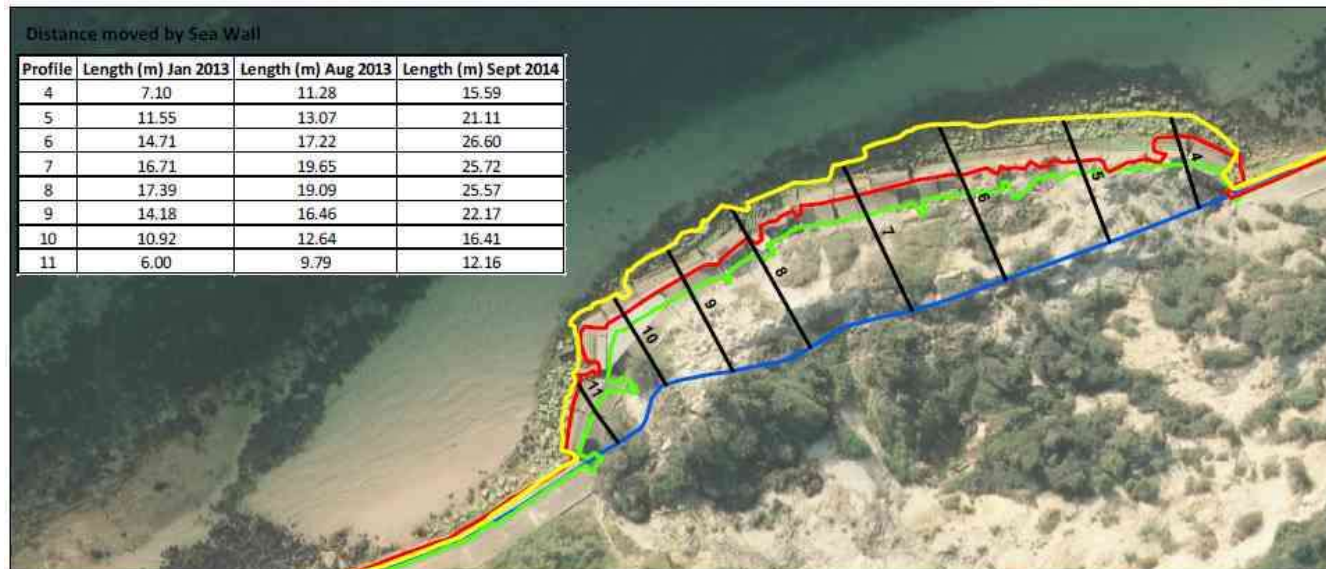 Distance moved by Sea Wall
Profile Length (m) Jan 2013 Length (m) Aug 2013 Length (m) Sept 2014
4 7.10 11.28 15.59
5 11.55 13.07 21.11
6 14.71 17.22 26.60
7 16.71 19.65 25.72
8 17.39 19.09 25.57
9 14.18 16.46 22.17
10 10.92 12.64 16.41
11 6.00 9.79 12.16
4
5
6
7
8
9
10
11